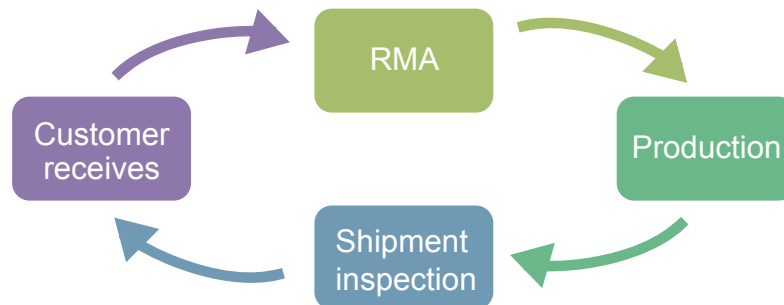 RMA
Production
Shipment
inspection
Customer
receives